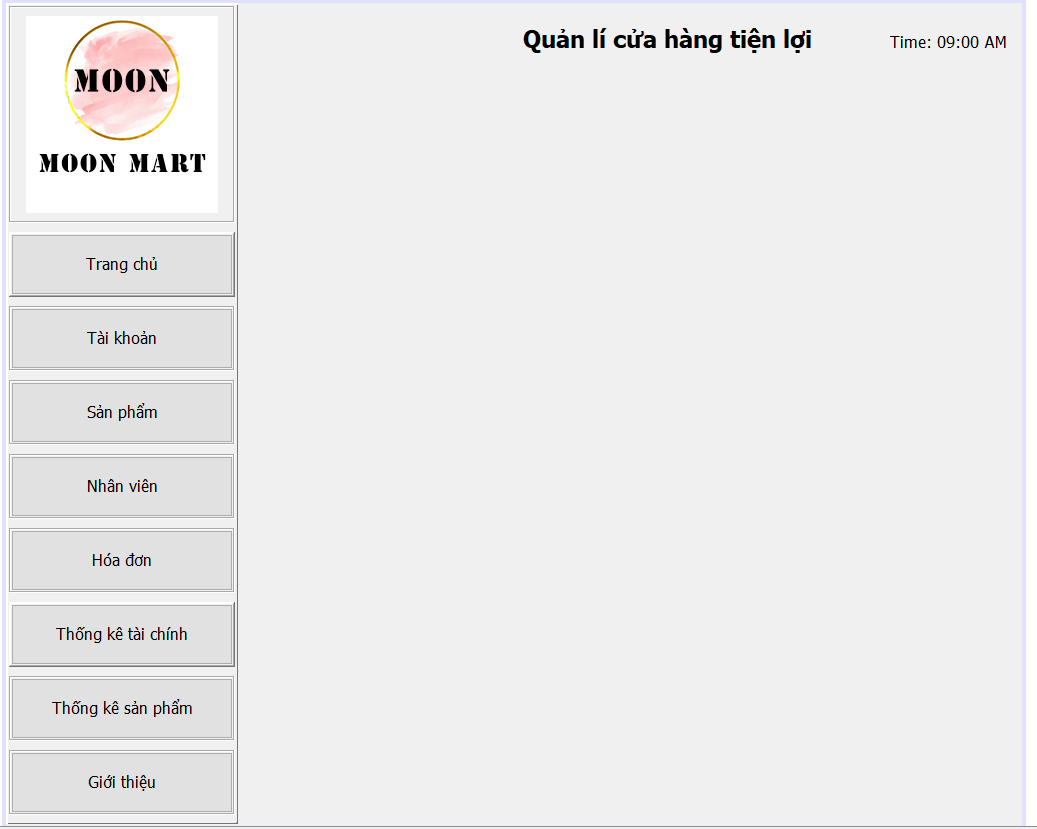 MOON
MOON MART
Quản lí cửa hàng tiện lợi
Time: 09:00 AM
Trang chủ
Tài khoản
Sản phẩm
Nhân viên
Hóa đơn
Thống kê tài chính
Thống kê sản phẩm
Giới thiệu